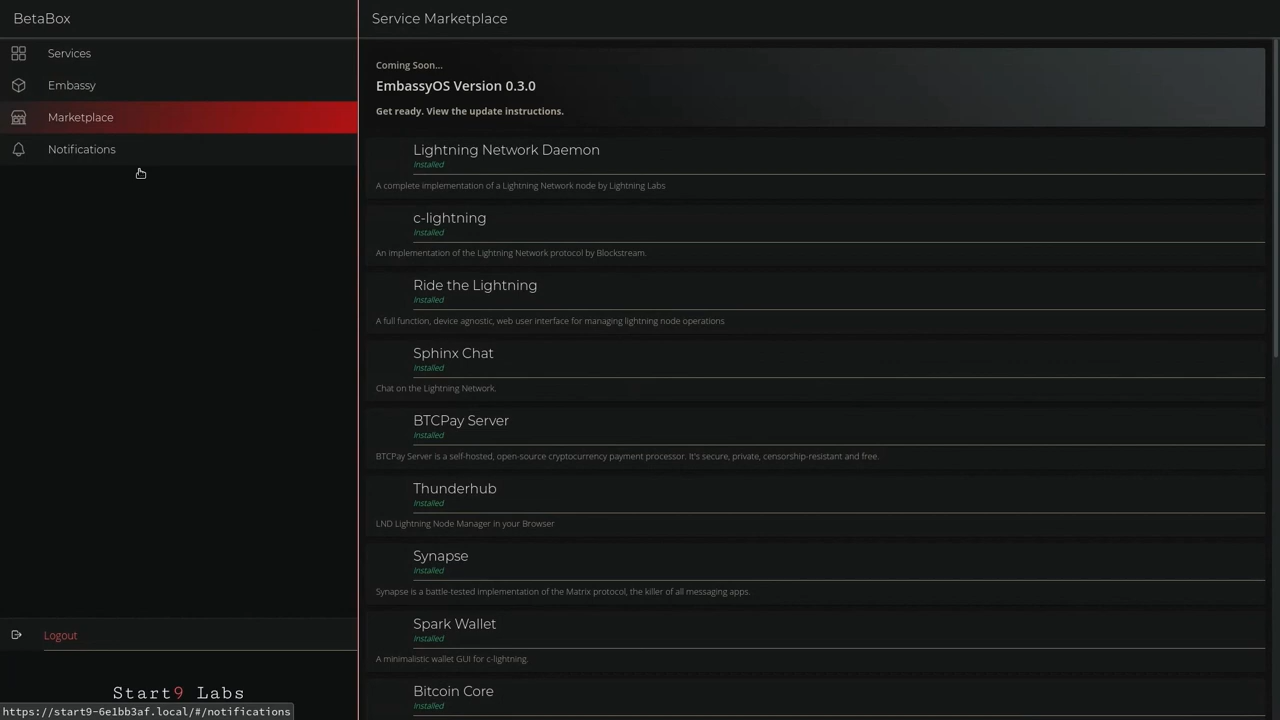 BetaBox
Services
Embassy
Marketplace
Notifications
Logout
Start9 Labs
https://start9-6e1bb3af.local/#/notifications
Service Marketplace
Coming Soon...
EmbassyOS Version 0.3.0
Get ready. View the update instructions.
Lightning Network Daemon
Installed
A complete implementation of a Lightning Network node by Lightning Labs
c-lightning
Installed
An implementation of the Lightning Network protocol by Blockstream.
Ride the Lightning
Installed
A full function, device agnostic, web user interface for managing lightning node operations
Sphinx Chat
Installed
Chat on the Lightning Network.
BTCPay Server
Installed
BTCPay Server is a self-hosted, open-source cryptocurrency payment processor. It's secure, private, censorship-resistant and free.
Thunderhub
Installed
LND Lightning Node Manager in your Browser
Synapse
Installed
Synapse is a battle-tested implementation of the Matrix protocol, the killer of all messaging apps.
Spark Wallet
Installed
A minimalistic wallet GUI for c-lightning.
Bitcoin Core
Installed